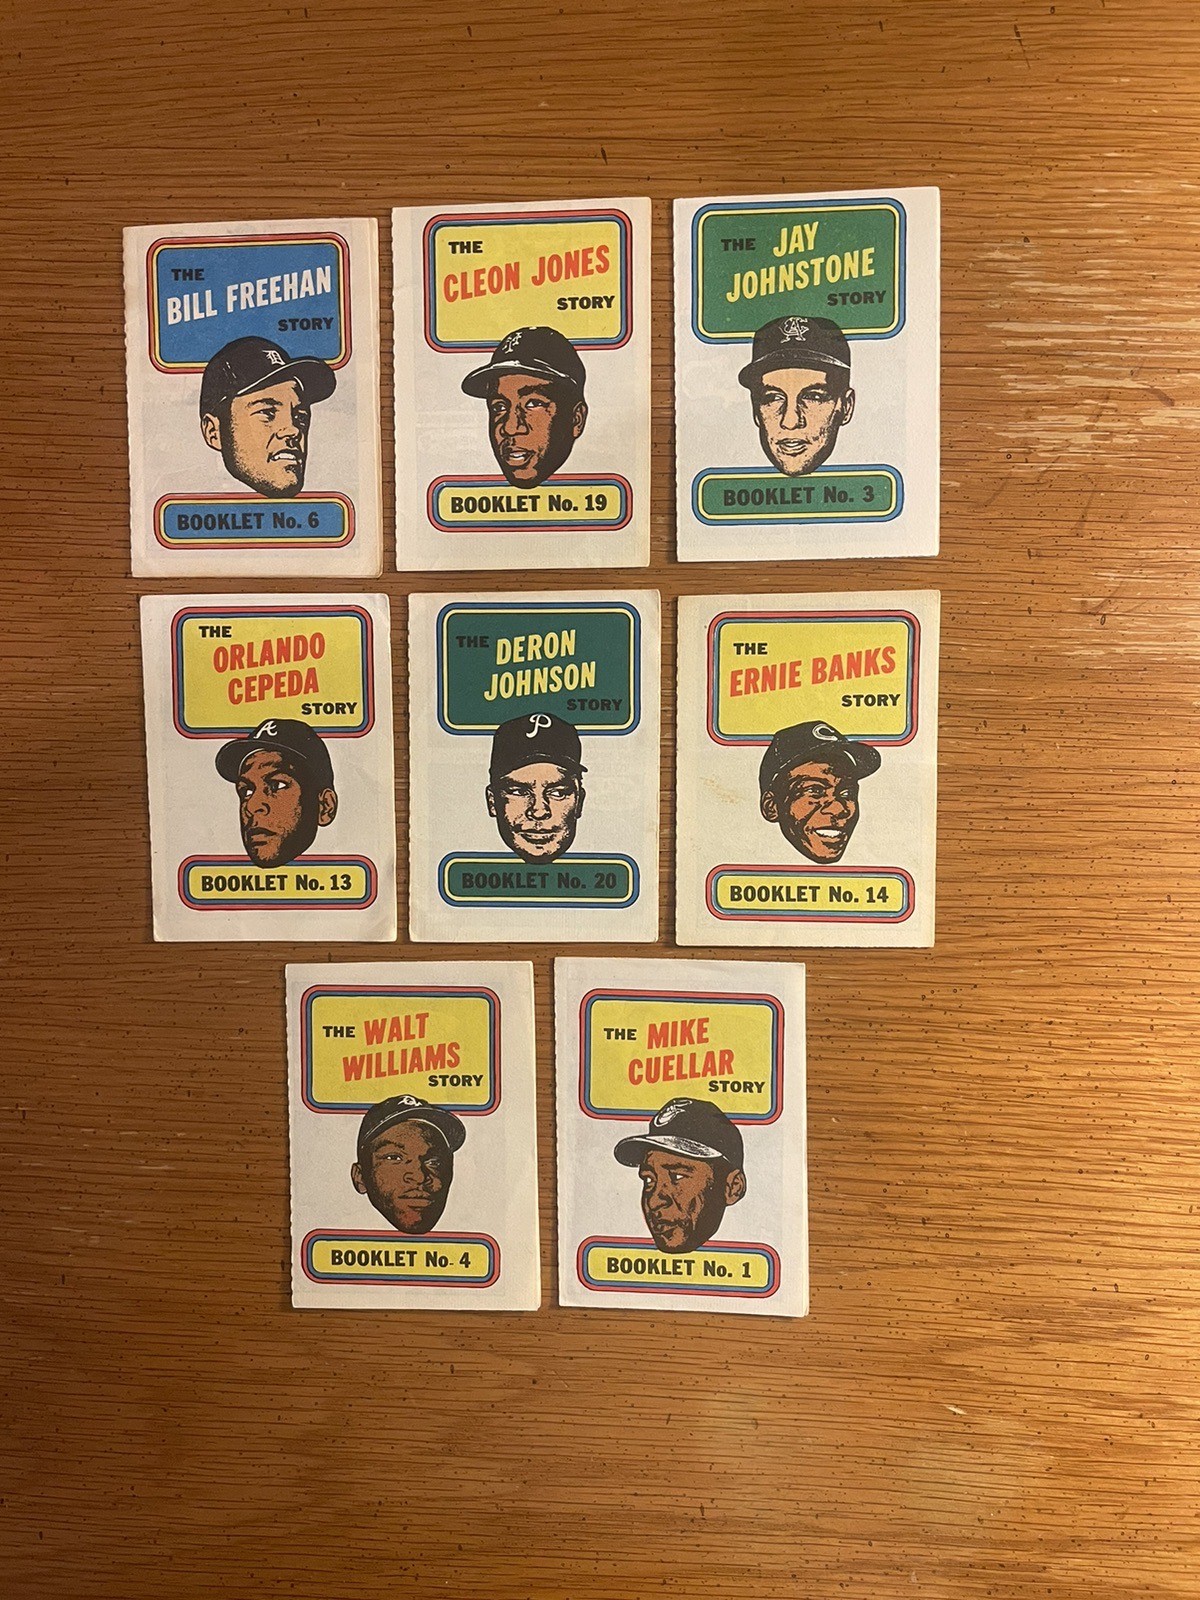 THE
BILL FREEHAN
STORY
D
BOOKLET No. 6
THE
CLEON JONES
STORY
NY
BOOKLET No. 19
THE JAY
JOHNSTONE
STORY
CA
BOOKLET No. 3
THE
ORLANDO
CEPEDA
STORY
A
BOOKLET No. 13
THE DERON
JOHNSON
STORY
P
BOOKLET No. 20
THE
ERNIE BANKS
STORY
C
BOOKLET No. 14
THE WALT
WILLIAMS
STORY
BOOKLET No. 4
THE MIKE
CUELLAR
STORY
BOOKLET No. 1